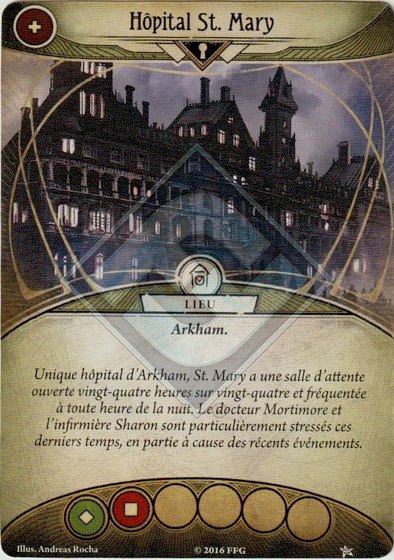 Hôpital St. Mary
LIEU
Arkham.
Unique hôpital d'Arkham, St. Mary a une salle d'attente
ouverte vingt-quatre heures sur vingt-quatre et fréquentée
à toute heure de la nuit. Le docteur Mortimore et
l'infirmière Sharon sont particulièrement stressés ces
derniers temps, en partie à cause des récents événements.
Illus. Andreas Rocha
© 2016 FFG